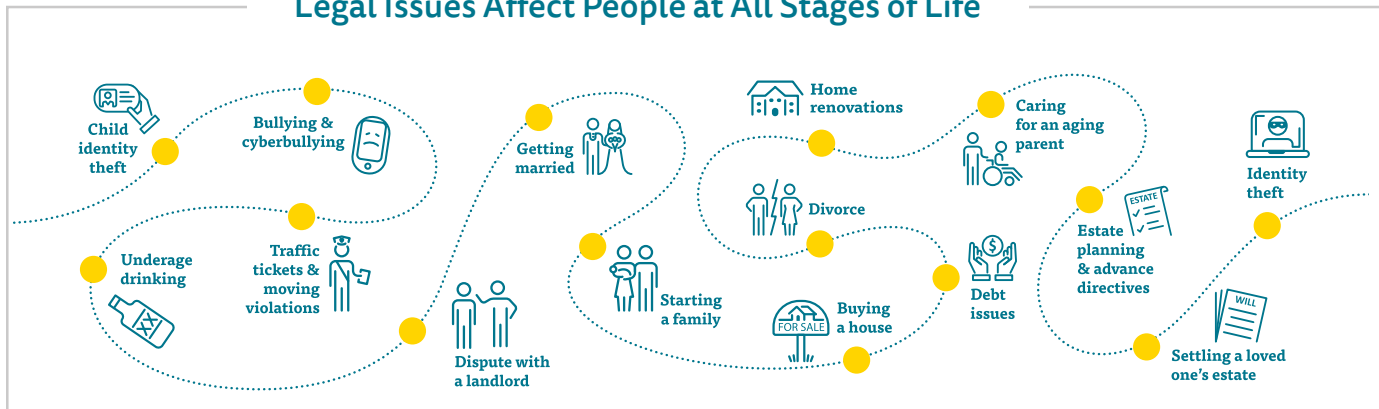 Legal Issues Affect People at All Stages of Life
Child
identity
theft
Bullying &
cyberbullying
Traffic
tickets &
moving
violations
Underage
drinking
XX
Dispute with
a landlord
Getting
married
Starting
a family
FOR SALE
Buying
a house
$
Debt
issues
Divorce
Home
renovations
Caring
for an aging
parent
ESTATE
Estate
planning
& advance
directives
WILL
Settling a loved
one's estate
Identity
theft